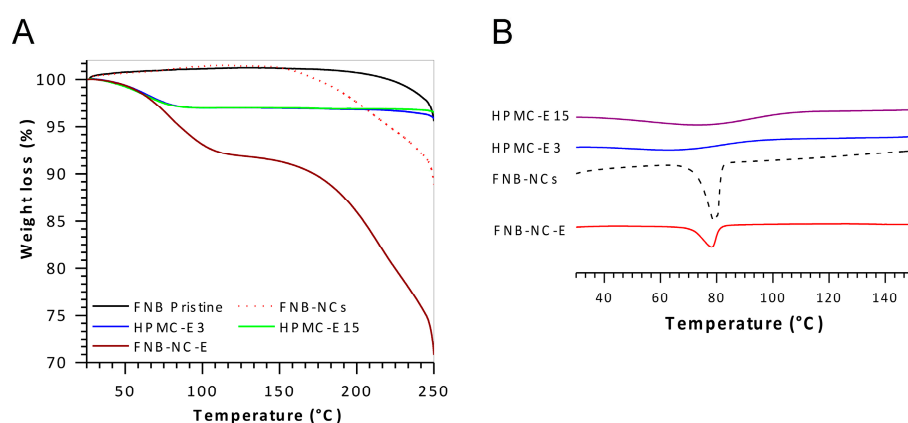 A
B
Weight loss (%)
100
95
90
85
80
75
70
FNB Pristine
FNB-NCs
HPMC-E3
HPMC-E15
FNB-NC-E
50
100
150
200
250
Temperature (°C)
HPMC-E15
HPMC-E3
FNB-NCs
FNB-NC-E
40
60
80
100
120
140
Temperature (°C)